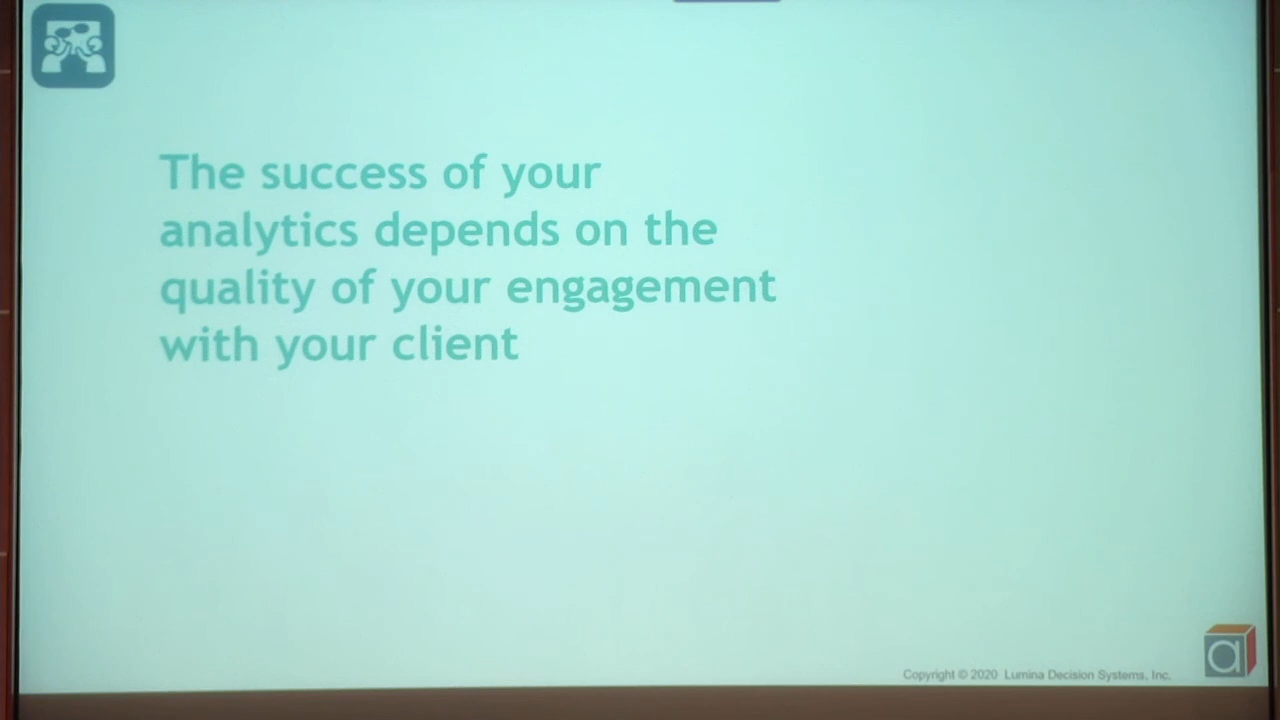 The success of your
analytics depends on the
quality of your engagement
with your client
Copyright © 2020 Lumina Decision Systems, Inc.
a